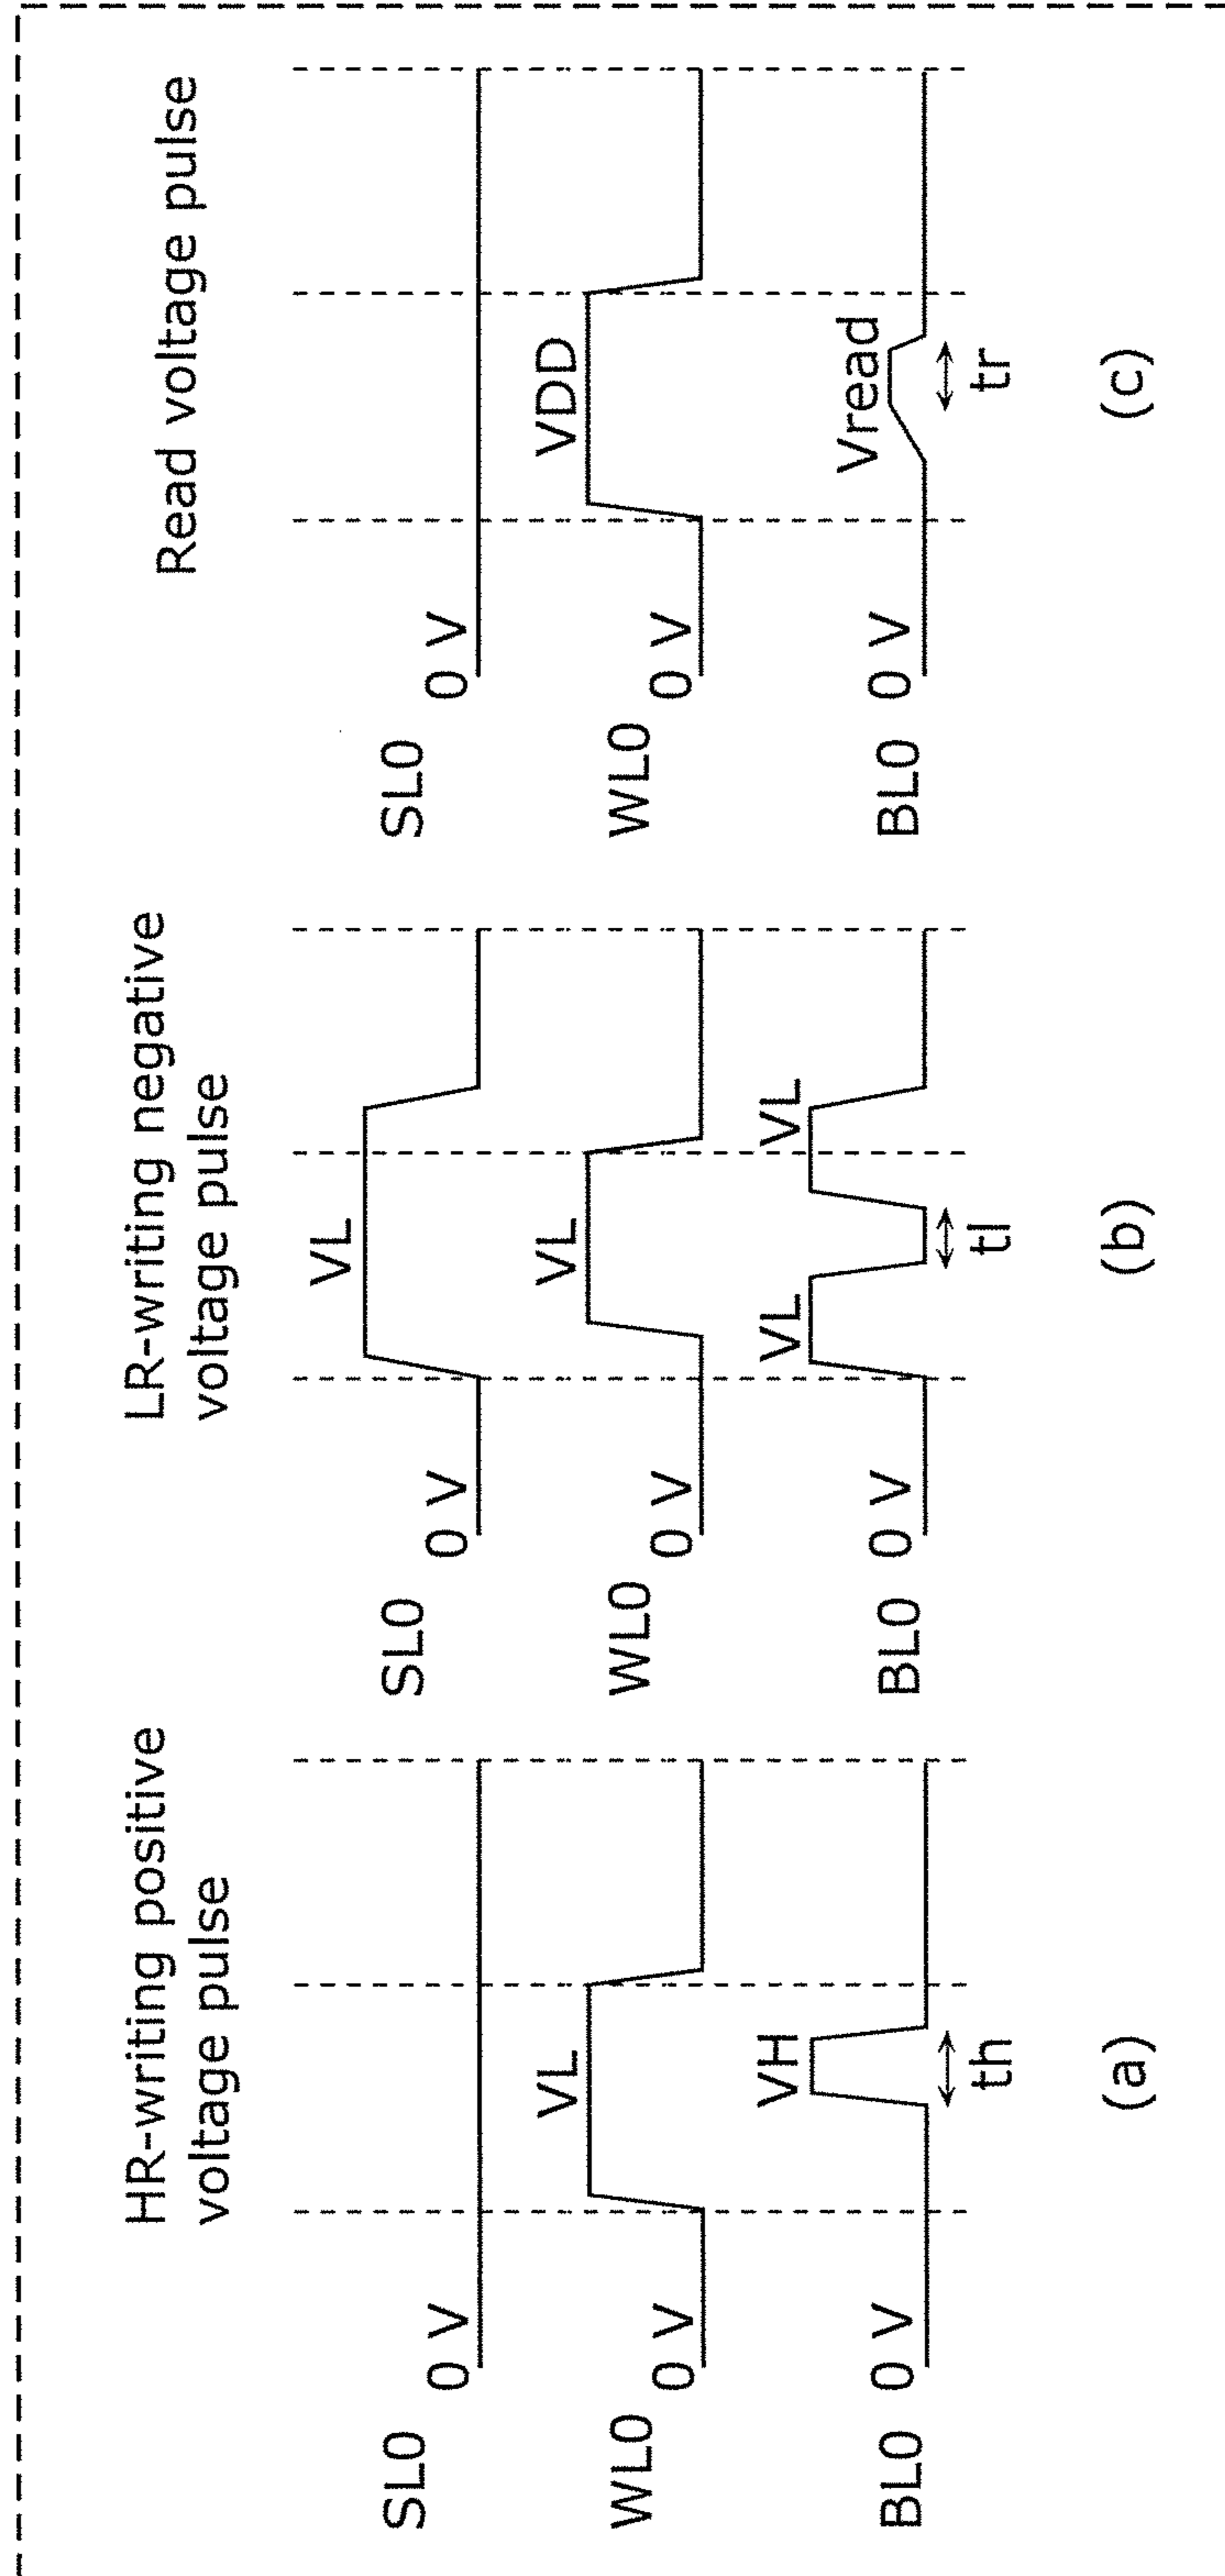 HR-writing positive
voltage pulse
SL0
0 V
WL0
0 V
VL
BL0
0 V
VH
th
(a)
LR-writing negative
voltage pulse
SL0
0 V
VL
WL0
0 V
VL
BL0
0 V
VL
VL
tl
(b)
Read voltage pulse
SL0
0 V
WL0
0 V
VDD
BL0
0 V
Vread
tr
(c)